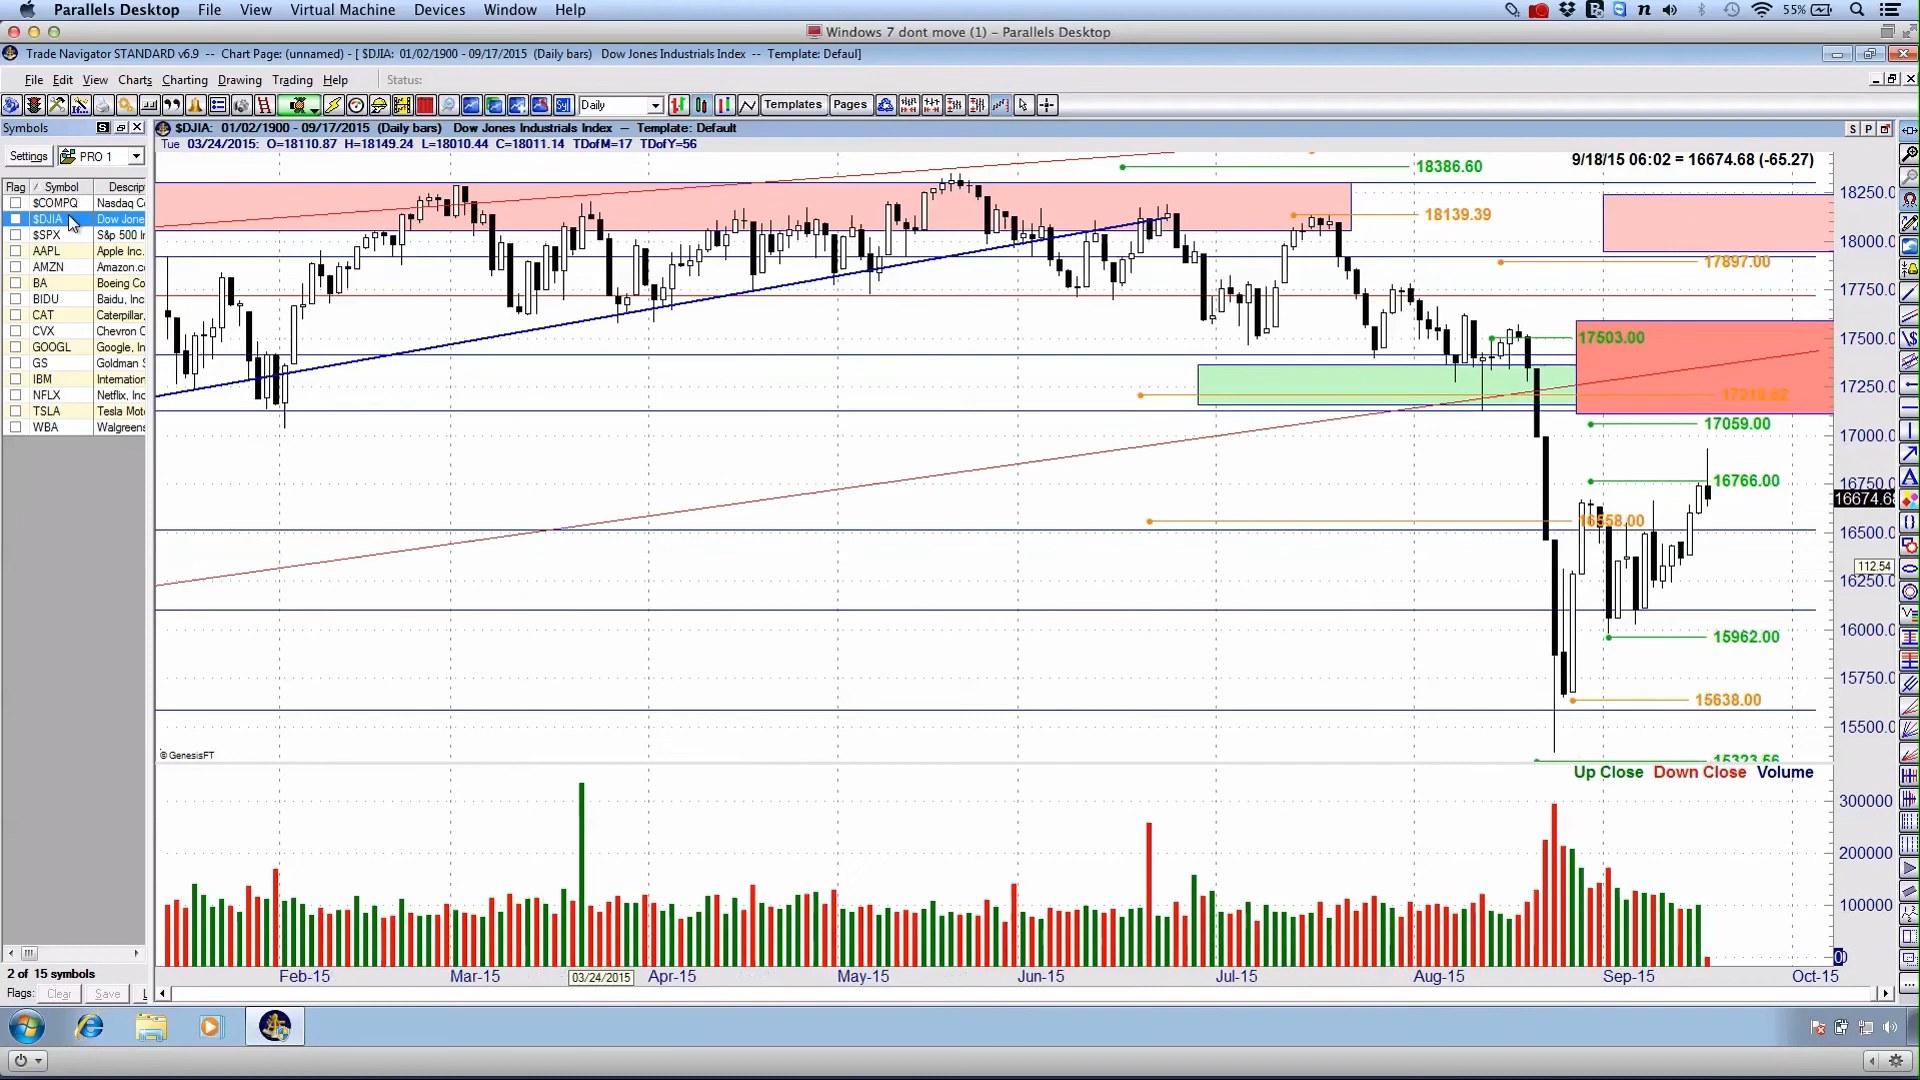 Parallels Desktop File View Virtual Machine Devices Window Help 55%
Windows 7 dont move (1) - Parallels Desktop
Trade Navigator STANDARD v6.9 -- Chart Page: (unnamed) - [ $DJIA: 01/02/1900 - 09/17/2015 (Daily bars) Dow Jones Industrials Index -- Template: Defaul]
File Edit View Charts Charting Drawing Trading Help Status:
Daily Templates Pages
Symbols S
$DJIA: 01/02/1900 - 09/17/2015 (Daily bars) Dow Jones Industrials Index -- Template: Default S P
Tue 03/24/2015: O=18110.87 H=18149.24 L=18010.44 C=18011.14 TDofM=17 TDofY=56
Settings PRO 1
9/18/15 06:02 = 16674.68 (-65.27)
Flag Symbol Descrip
$COMPQ Nasdaq C
$DJIA Dow Jone
$SPX S&p 500 I
AAPL Apple Inc.
AMZN Amazon.c
BA Boeing Co
BIDU Baidu, Inc
CAT Caterpillar,
CVX Chevron C
GOOGL Google, In
GS Goldman S
IBM Internation
NFLX Netflix, Inc
TSLA Tesla Mot
WBA Walgreens
18386.60
18139.39
17897.00
17503.00
17059.00
16766.00
16558.00
15962.00
15638.00
15323.56
18250.0
18000.0
17750.0
17500.0
17250.0
17000.0
16750.0
16674.68
16500.0
112.54
16250.0
16000.0
15750.0
15500.0
© GenesisFT
Up Close Down Close Volume
300000
200000
100000
0
Feb-15 Mar-15 03/24/2015 Apr-15 May-15 Jun-15 Jul-15 Aug-15 Sep-15 Oct-15
2 of 15 symbols
Flags: Clear Save